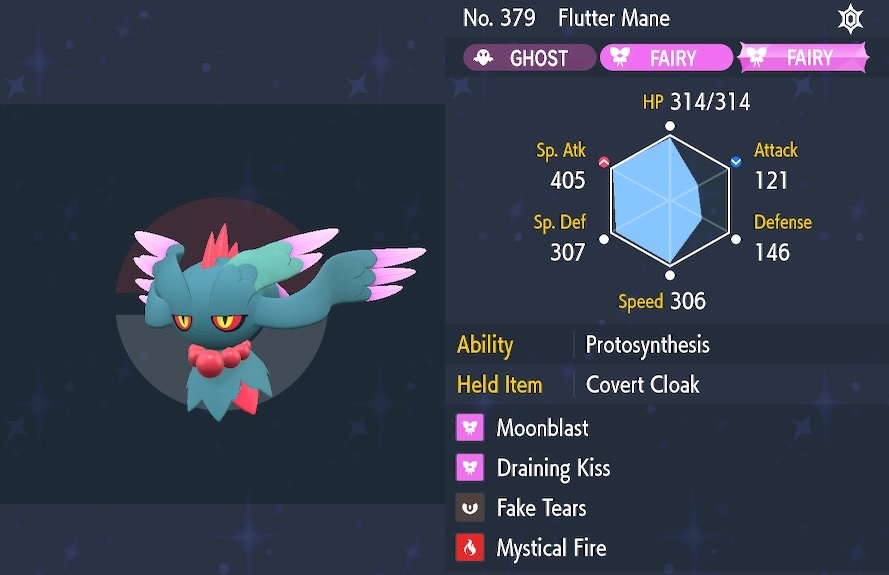 No. 379 Flutter Mane
GHOST FAIRY FAIRY
HP 314/314
Sp. Atk 405
Attack 121
Sp. Def 307
Defense 146
Speed 306
Ability Protosynthesis
Held Item Covert Cloak
Moonblast
Draining Kiss
Fake Tears
Mystical Fire